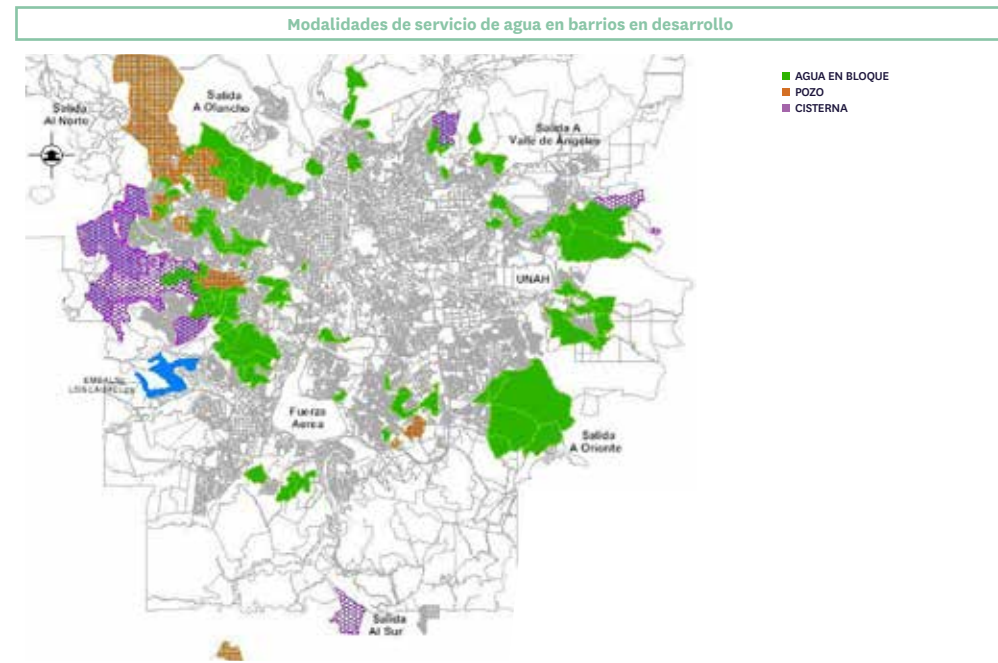 Modalidades de servicio de agua en barrios en desarrollo
AGUA EN BLOQUE
POZO
CISTERNA
Salida
Al Norte
Salida
A Olancho
Salida A
Valle de Ángeles
UNAH
EMBALSE
Fuerza
Aerea
Salida
A Oriente
Salida
Al Sur